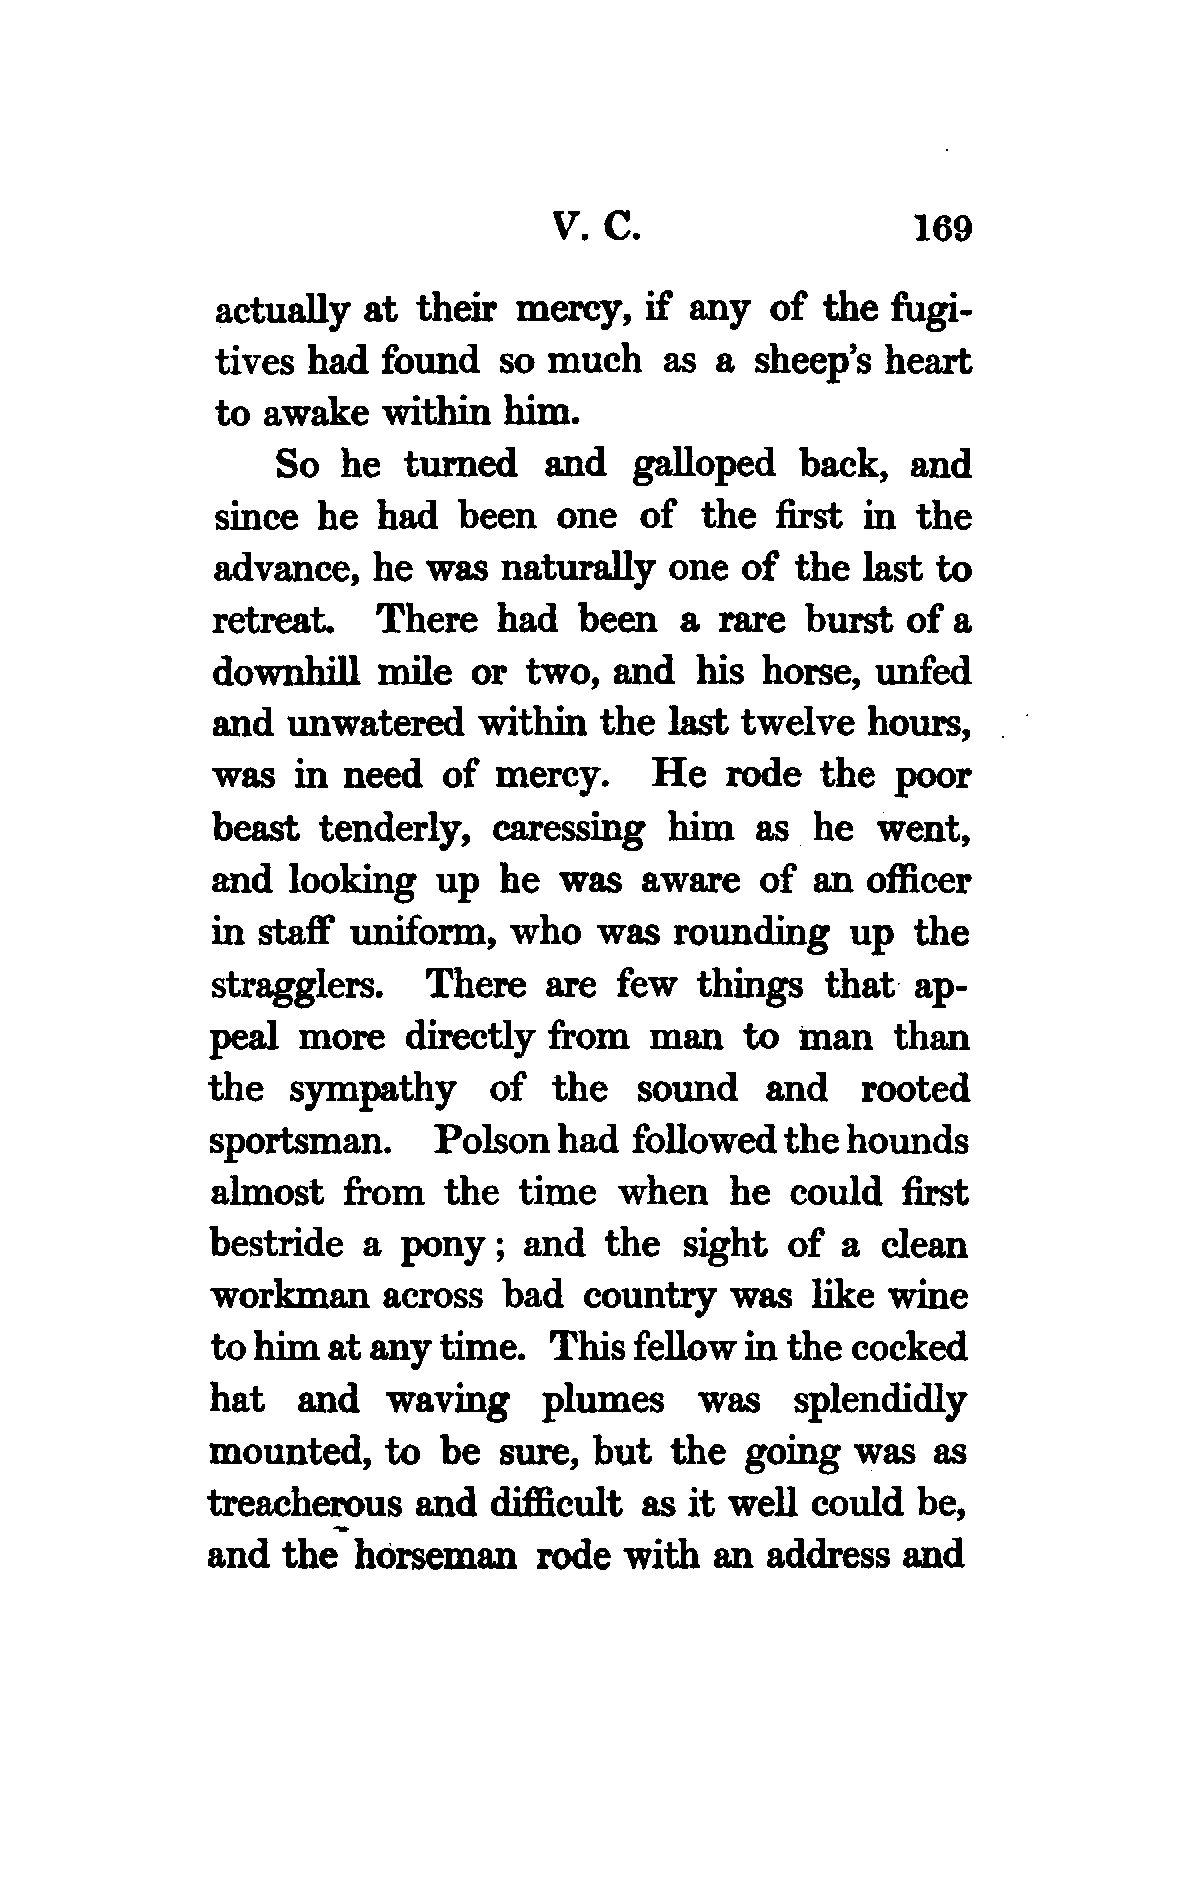 V. C. 169
actually at their mercy, if any of the fugi-
tives had found so much as a sheep's heart
to awake within him.
So he turned and galloped back, and
since he had been one of the first in the
advance, he was naturally one of the last to
retreat. There had been a rare burst of a
downhill mile or two, and his horse, unfed
and unwatered within the last twelve hours,
was in need of mercy. He rode the poor
beast tenderly, caressing him as he went,
and looking up he was aware of an officer
in staff uniform, who was rounding up the
stragglers. There are few things that ap-
peal more directly from man to man than
the sympathy of the sound and rooted
sportsman. Polson had followed the hounds
almost from the time when he could first
bestride a pony; and the sight of a clean
workman across bad country was like wine
to him at any time. This fellow in the cocked
hat and waving plumes was splendidly
mounted, to be sure, but the going was as
treacherous and difficult as it well could be,
and the horseman rode with an address and